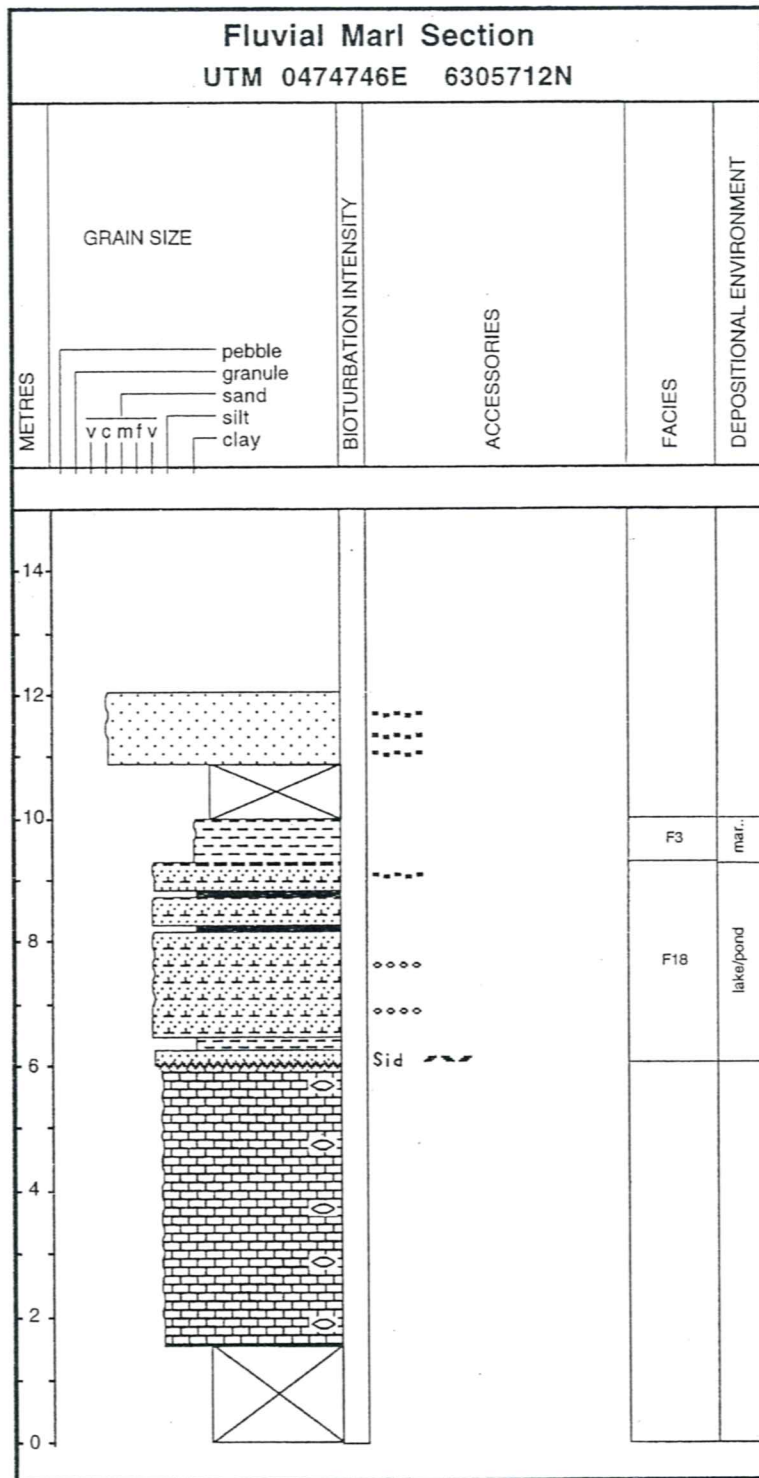 Fluvial Marl Section
UTM 0474746E 6305712N
METRES
GRAIN SIZE
pebble
granule
sand
v c m f v
silt
clay
BIOTURBATION INTENSITY
ACCESSORIES
FACIES
DEPOSITIONAL ENVIRONMENT
14
12
10
F3
mar..
8
F18
lake/pond
6
Sid
4
2
0